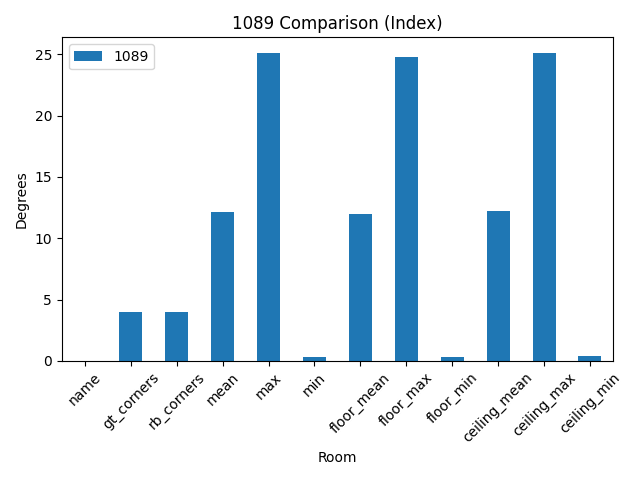 1089 Comparison (Index)
1089
Degrees
25
20
15
10
5
0
name
gt_corners
rb_corners
mean
max
min
floor_mean
floor_max
floor_min
ceiling_mean
ceiling_max
ceiling_min
Room